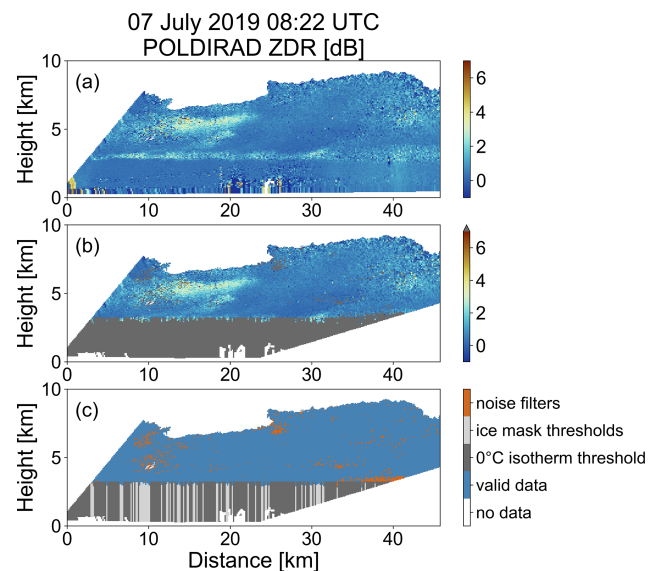 07 July 2019 08:22 UTC
POLDIRAD ZDR [dB]
(a)
Height [km]
10
5
0
0 10 20 30 40
6
4
2
0
(b)
Height [km]
10
5
0
0 10 20 30 40
6
4
2
0
(c)
Height [km]
10
5
0
0 10 20 30 40
Distance [km]
noise filters
ice mask thresholds
0°C isotherm threshold
valid data
no data